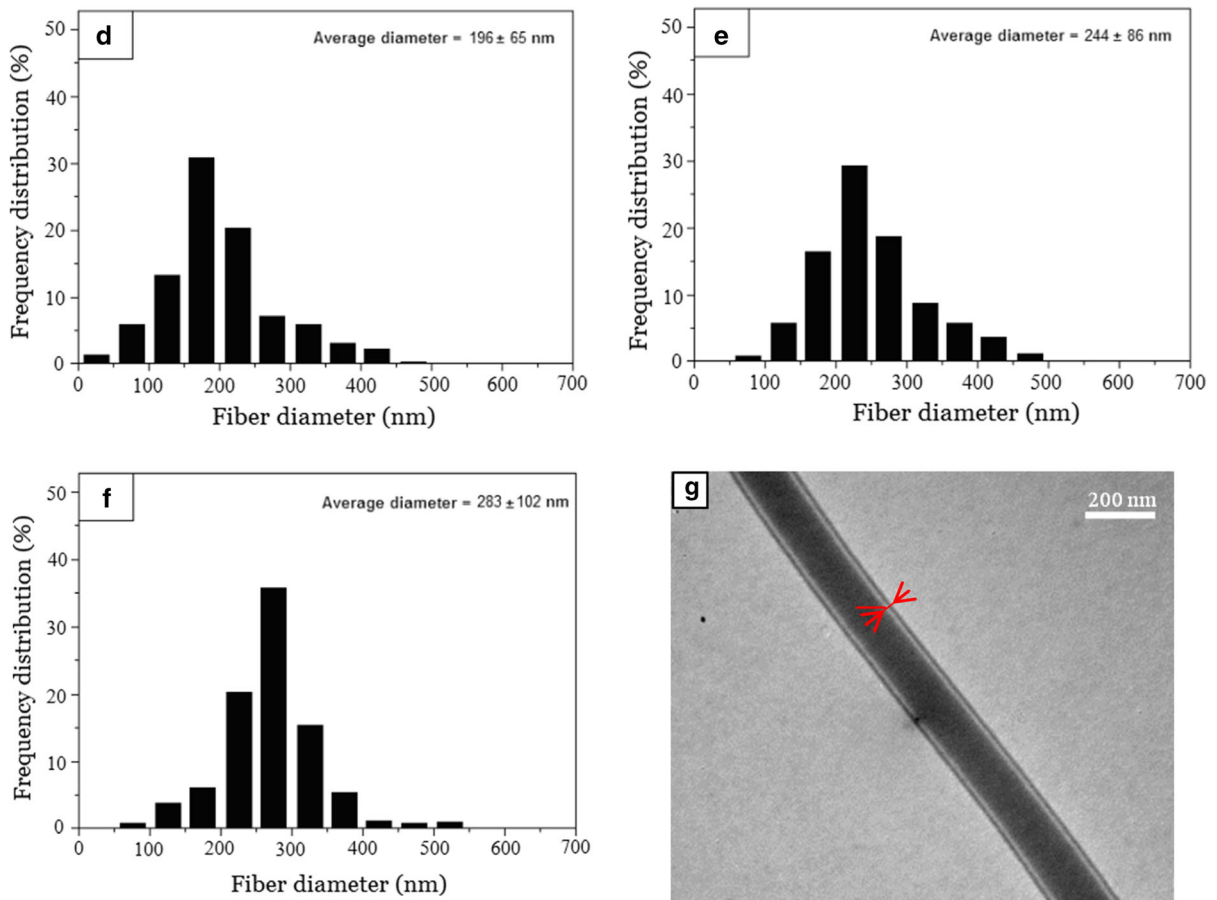 d
Average diameter = 196 ± 65 nm
50
40
30
20
10
0
Frequency distribution (%)
0 100 200 300 400 500 600 700
Fiber diameter (nm)
e
Average diameter = 244 ± 86 nm
50
40
30
20
10
0
Frequency distribution (%)
0 100 200 300 400 500 600 700
Fiber diameter (nm)
f
Average diameter = 283 ± 102 nm
50
40
30
20
10
0
Frequency distribution (%)
0 100 200 300 400 500 600 700
Fiber diameter (nm)
g
200 nm